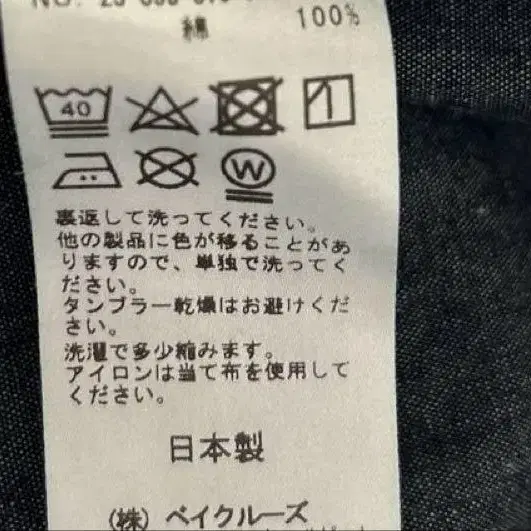 綿 100%
40
W
裏返して洗ってください。
他の製品に色が移ることがあ
りますので、単独で洗ってく
ださい。
タンブラー乾燥はお避けくだ
さい。
洗濯で多少縮みます。
アイロンは当て布を使用して
ください。
日本製
(株) ベイクルーズ